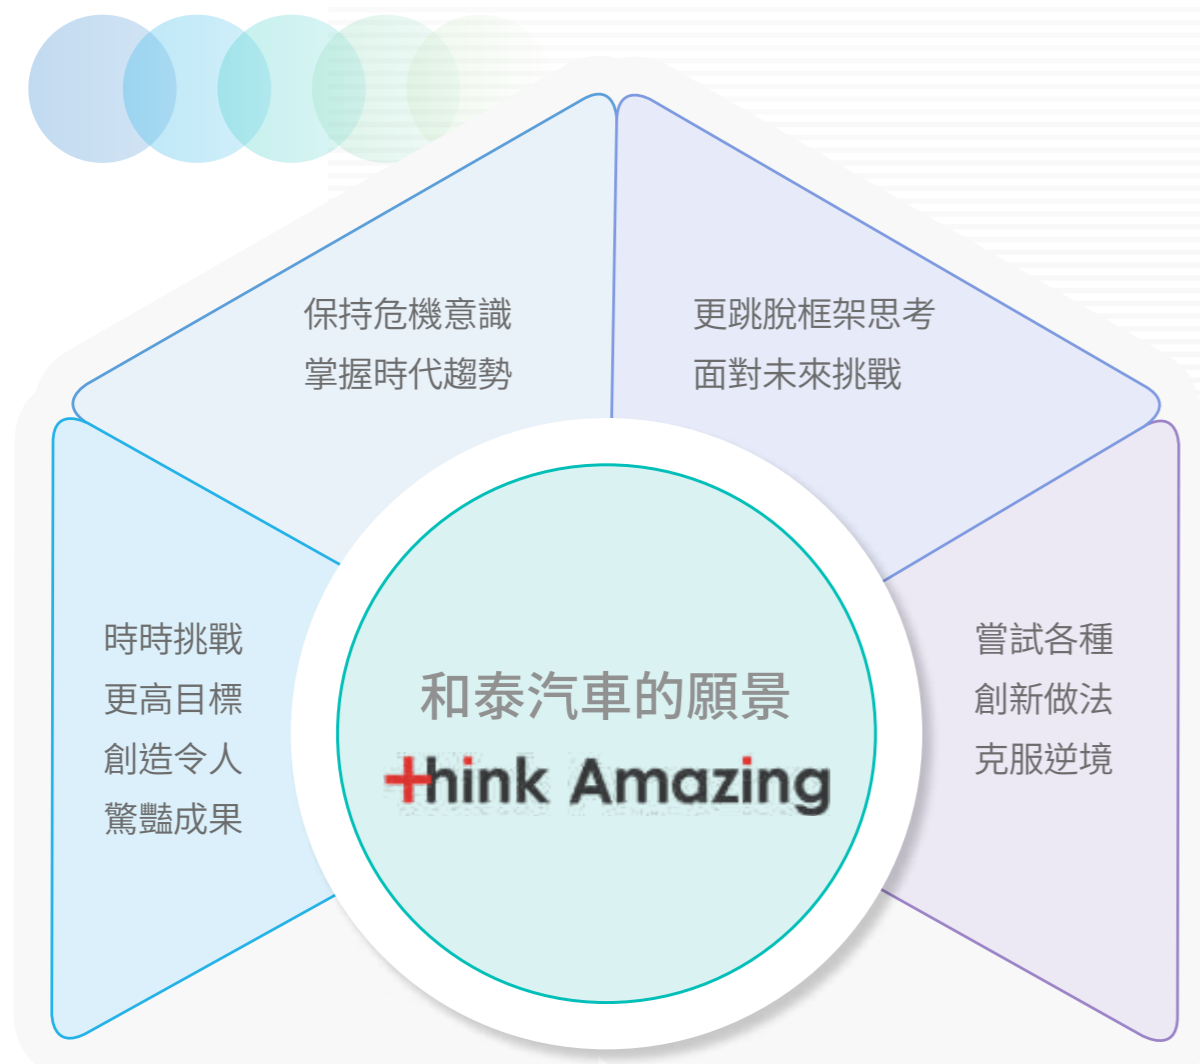 保持危機意識
掌握時代趨勢
更跳脫框架思考
面對未來挑戰
時時挑戰
更高目標
創造令人
驚豔成果
嘗試各種
創新做法
克服逆境
和泰汽車的願景
think Amazing